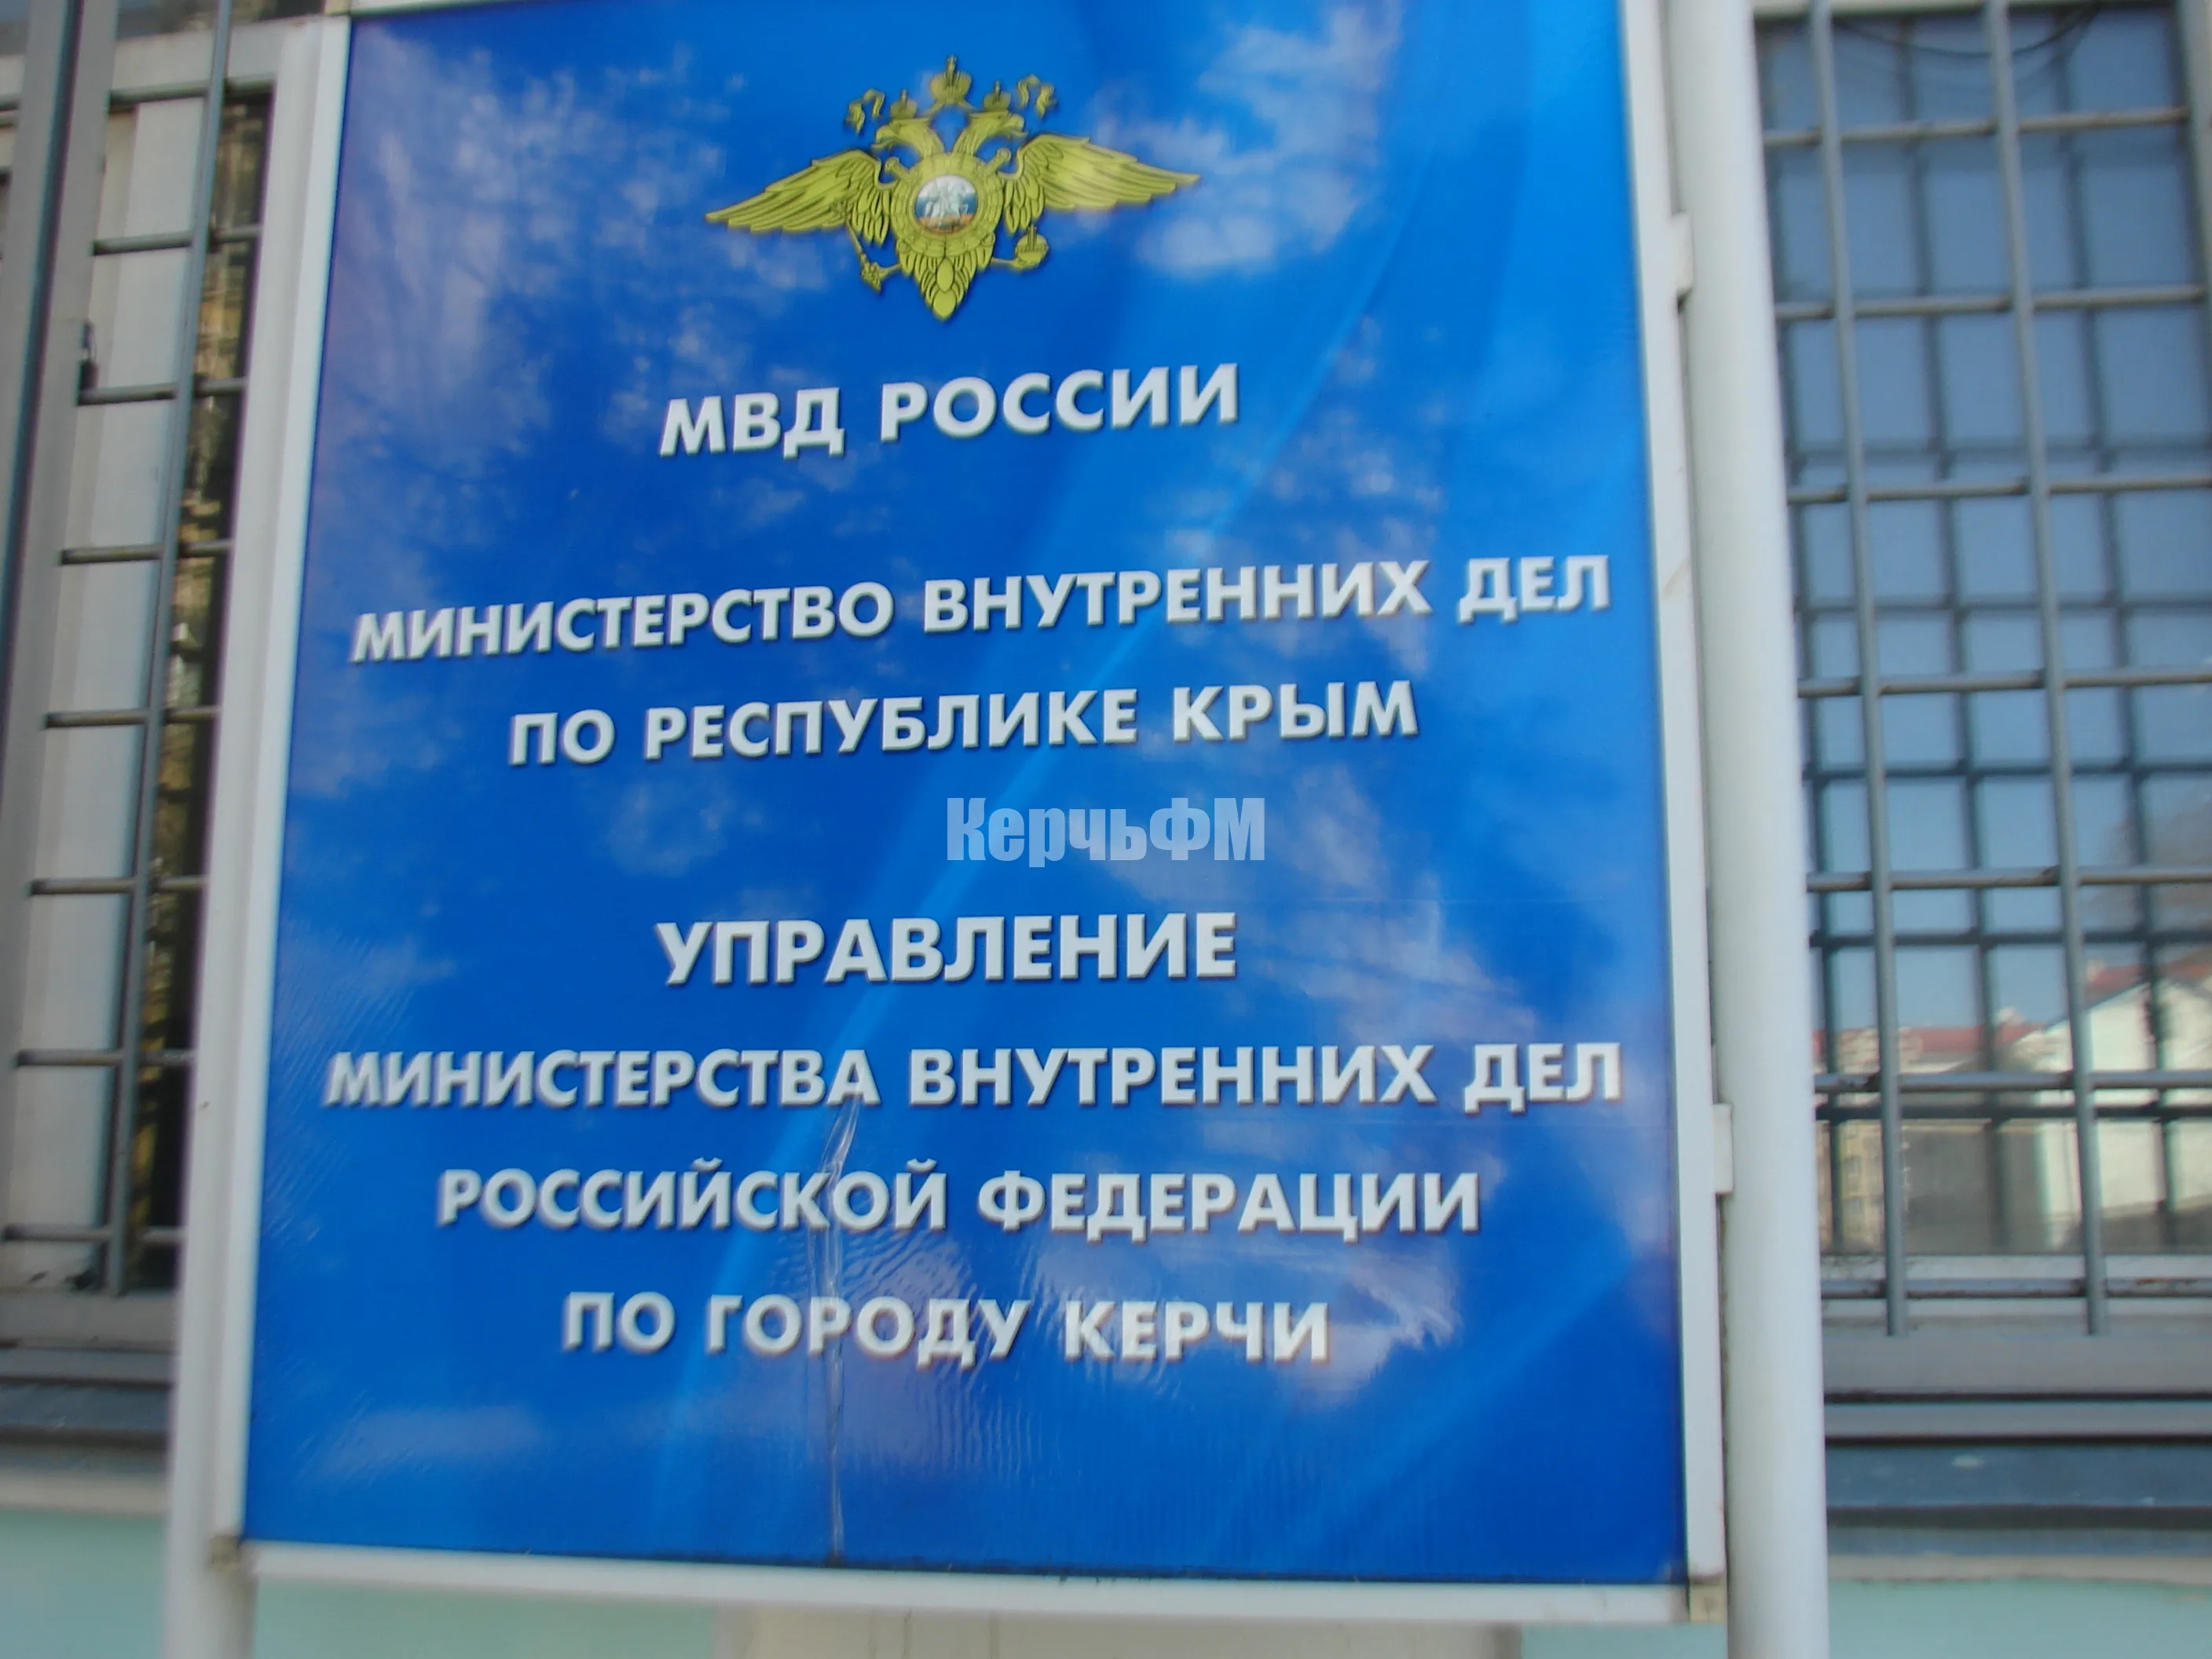 МВД РОССИИ
МИНИСТЕРСТВО ВНУТРЕННИХ ДЕЛ
ПО РЕСПУБЛИКЕ КРЫМ
КерчьФМ
УПРАВЛЕНИЕ
МИНИСТЕРСТВА ВНУТРЕННИХ ДЕЛ
РОССИЙСКОЙ ФЕДЕРАЦИИ
ПО ГОРОДУ КЕРЧИ